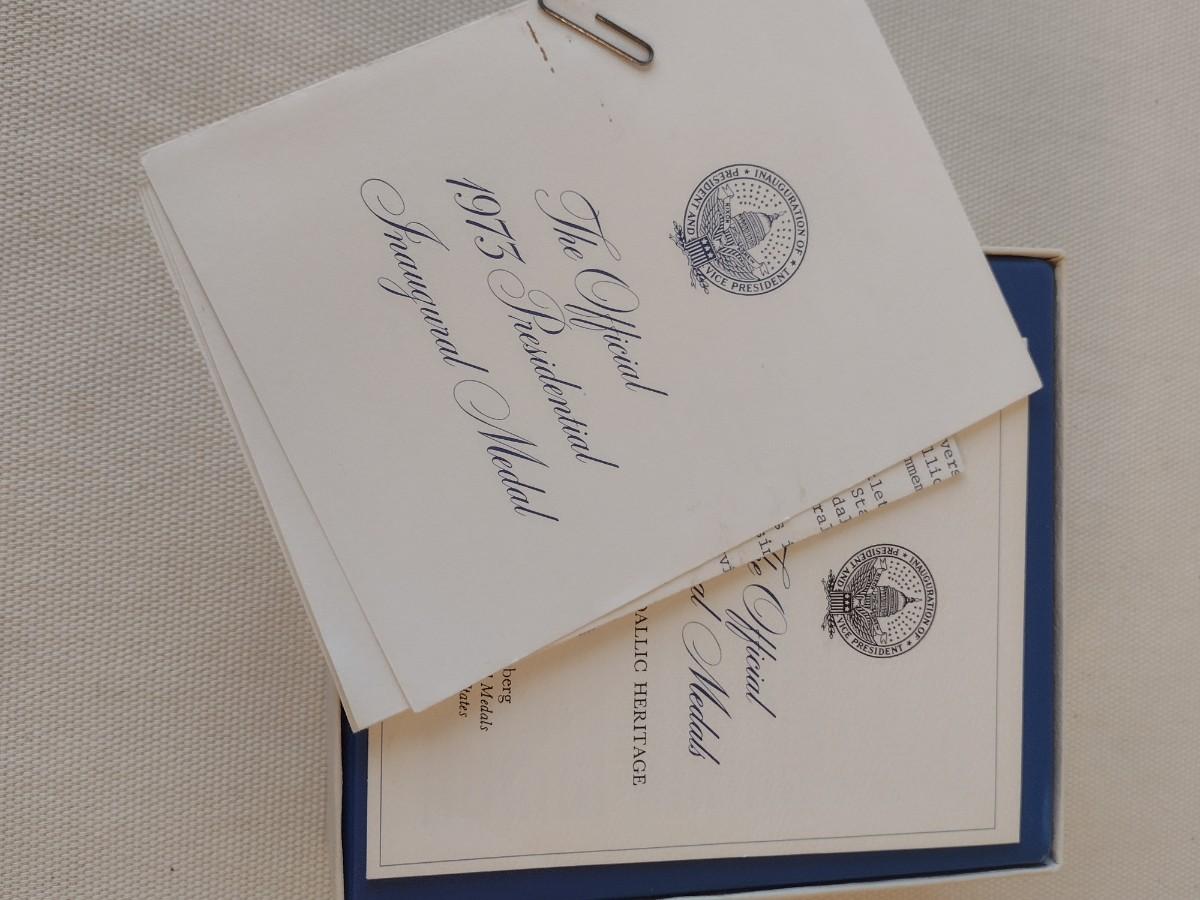 INAUGURATION OF PRESIDENT AND VICE PRESIDENT
The Official
1973 Presidential
Inaugural Medal
INAUGURATION OF PRESIDENT AND VICE PRESIDENT
Official
Medals
DALLIC HERITAGE
berg
Medals
tates